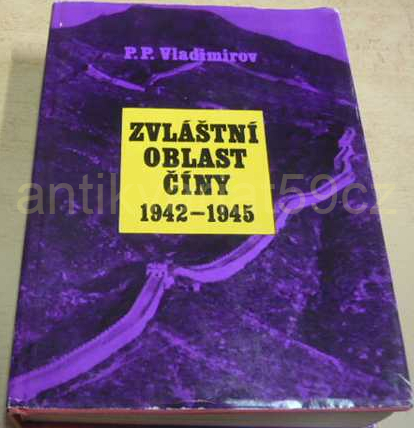 P. P. Vladimirov
ZVLÁŠTNÍ
OBLAST
ČÍNY
1942–1945